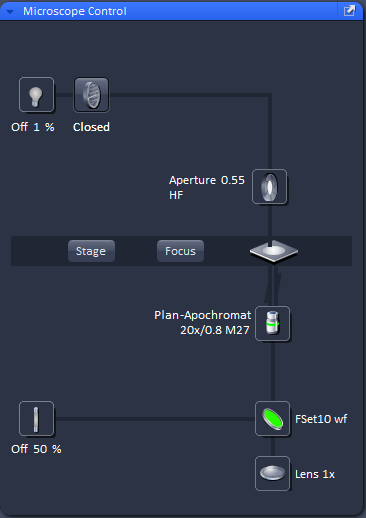 Microscope Control
Off 1 %
Closed
Aperture 0.55
HF
Stage
Focus
Plan-Apochromat
20x/0.8 M27
FSet10 wf
Off 50 %
Lens 1x